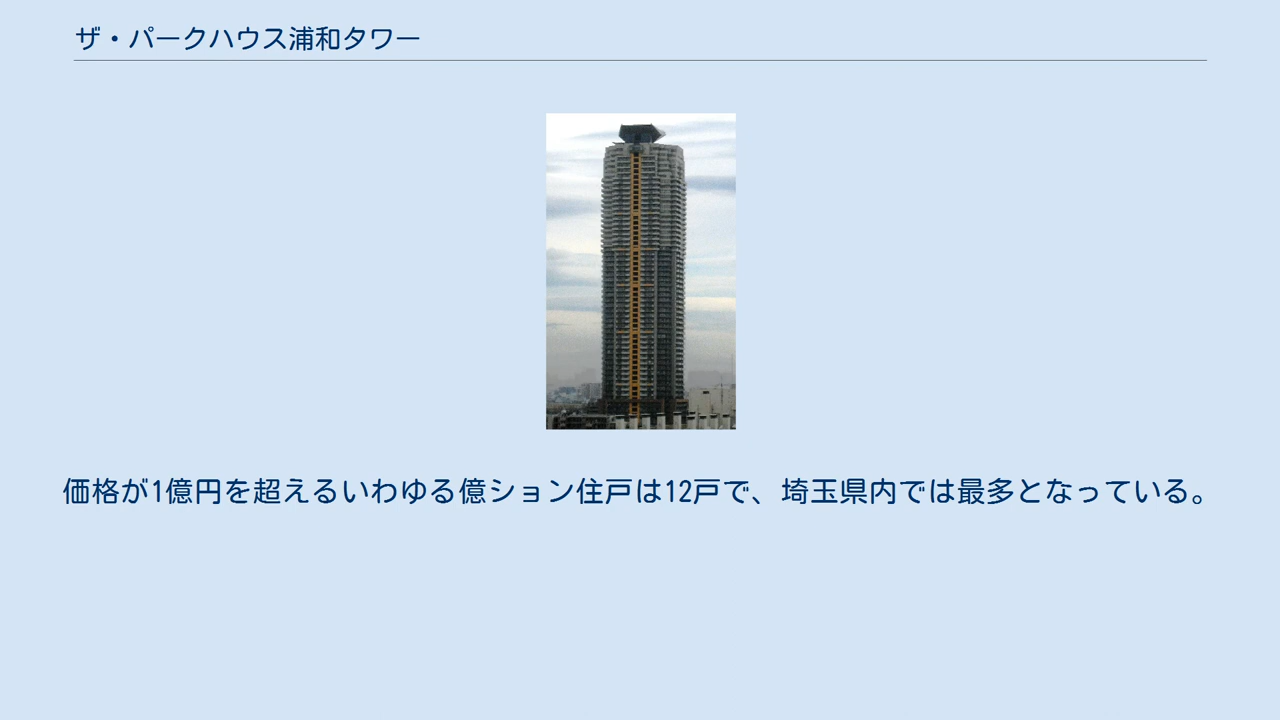 ザ・パークハウス浦和タワー
価格が1億円を超えるいわゆる億ション住戸は12戸で、埼玉県内では最多となっている。